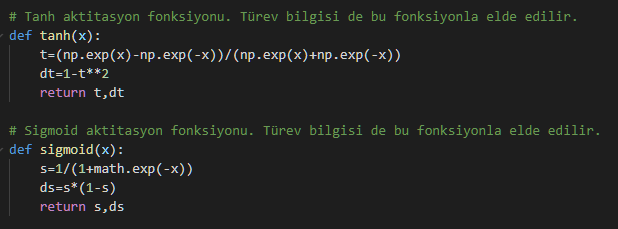 # Tanh aktitasyon fonksiyonu. Türev bilgisi de bu fonksiyonla elde edilir.
def tanh(x):
    t=(np.exp(x)-np.exp(-x))/(np.exp(x)+np.exp(-x))
    dt=1-t**2
    return t,dt
# Sigmoid aktitasyon fonksiyonu. Türev bilgisi de bu fonksiyonla elde edilir.
def sigmoid(x):
    s=1/(1+math.exp(-x))
    ds=s*(1-s)
    return s,ds